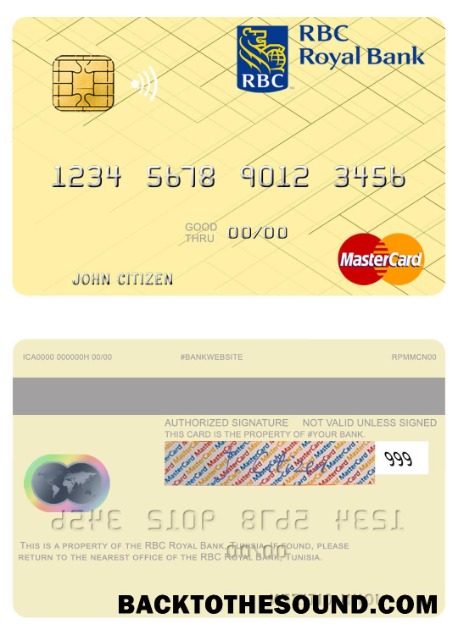 RBC
Royal Bank
RBC
1234 5678 9012 3456
GOOD
THRU 00/00
MasterCard
JOHN CITIZEN
ICA0000 000000H 00/00 #BANKWEBSITE RPMMCN00
AUTHORIZED SIGNATURE NOT VALID UNLESS SIGNED
THIS CARD IS THE PROPERTY OF #YOUR BANK.
MasterCard MasterCard MasterCard
999
THIS IS A PROPERTY OF THE RBC ROYAL BANK, TUNISIA. IF FOUND, PLEASE
RETURN TO THE NEAREST OFFICE OF THE RBC ROYAL BANK, TUNISIA.
BACKTOTHESOUND.COM